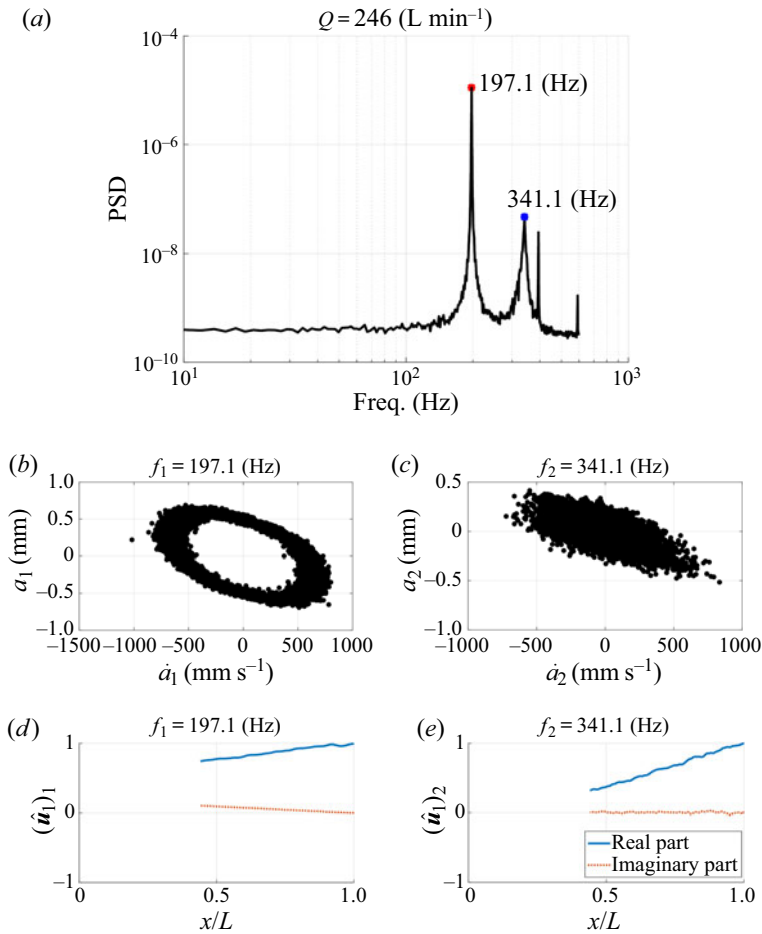 (a)
Q = 246 (L min⁻¹)
10⁻⁴
10⁻⁶
10⁻⁸
10⁻¹⁰
PSD
197.1 (Hz)
341.1 (Hz)
10¹ 10² 10³
Freq. (Hz)
(b) f₁ = 197.1 (Hz)
1.0
0.5
0
−0.5
−1.0
a₁ (mm)
−1500 −1000 −500 0 500 1000
ȧ₁ (mm s⁻¹)
(c) f₂ = 341.1 (Hz)
0.5
0
−0.5
−1.0
a₂ (mm)
−1000 −500 0 500 1000
ȧ₂ (mm s⁻¹)
(d) f₁ = 197.1 (Hz)
1
0
−1
(û₁)₁
0 0.5 1.0
x/L
(e) f₂ = 341.1 (Hz)
1
0
−1
(û₁)₂
Real part
Imaginary part
0 0.5 1.0
x/L